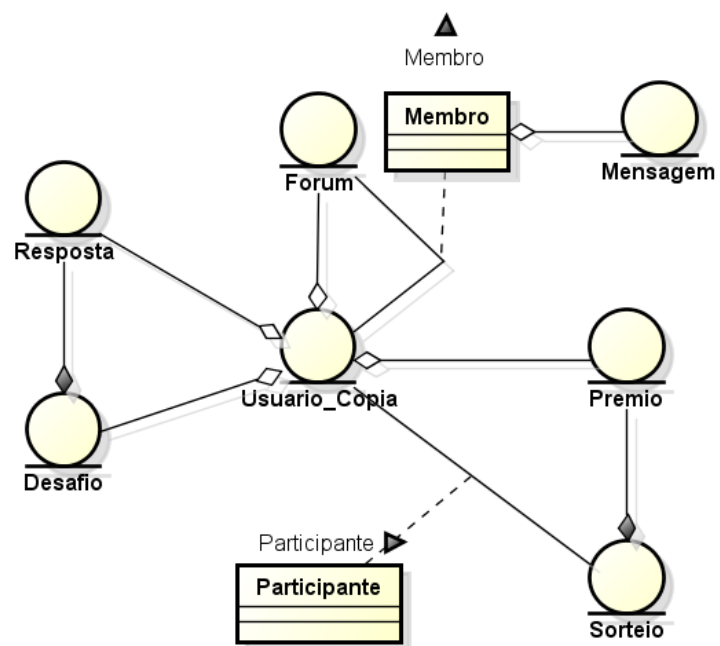 Membro
Membro
Forum
Mensagem
Resposta
Usuario_Copia
Premio
Desafio
Participante
Participante
Sorteio